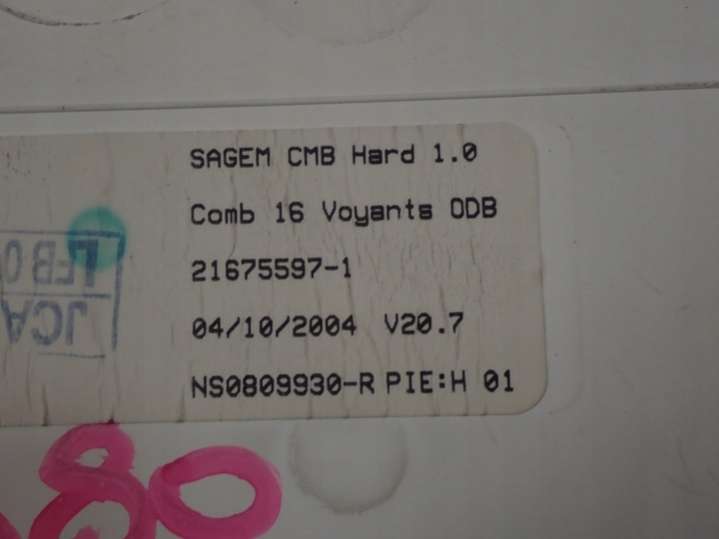 SAGEM CMB Hard 1.0
Comb 16 Voyants ODB
21675597-1
04/10/2004 V20.7
NS0809930-R PIE:H 01